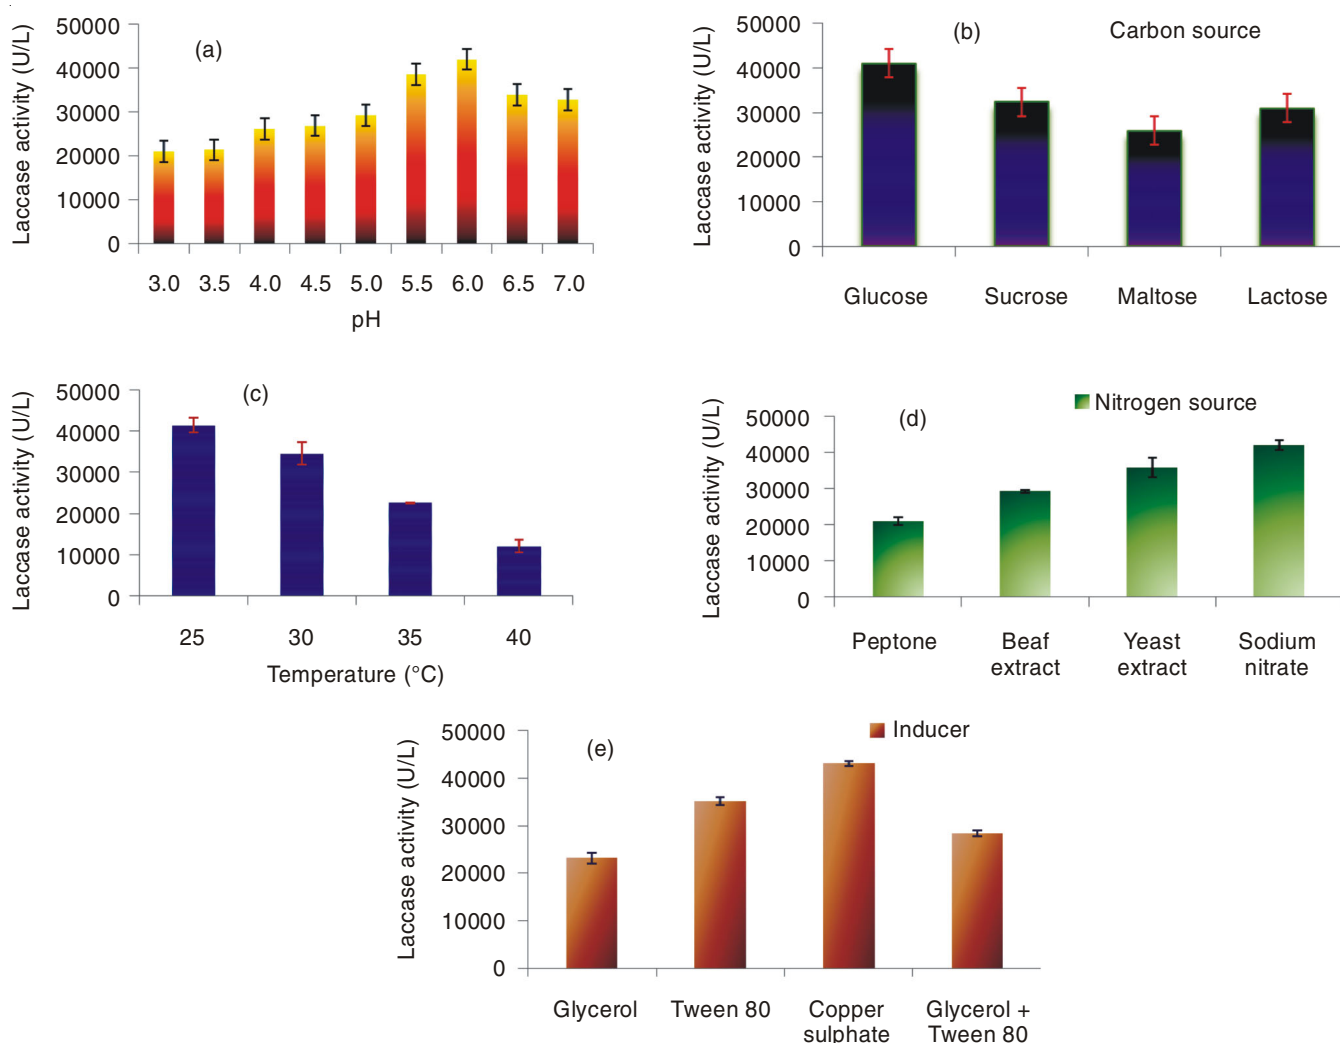 (a)
Laccase activity (U/L)
50000
40000
30000
20000
10000
0
3.0 3.5 4.0 4.5 5.0 5.5 6.0 6.5 7.0
pH
(b)
Carbon source
Laccase activity (U/L)
50000
40000
30000
20000
10000
0
Glucose Sucrose Maltose Lactose
(c)
Laccase activity (U/L)
50000
40000
30000
20000
10000
0
25 30 35 40
Temperature (°C)
(d)
Nitrogen source
Laccase activity (U/L)
50000
40000
30000
20000
10000
0
Peptone Beaf Yeast Sodium
extract extract nitrate
(e)
Inducer
Laccase activity (U/L)
50000
40000
30000
20000
10000
0
Glycerol Tween 80 Copper Glycerol +
sulphate Tween 80